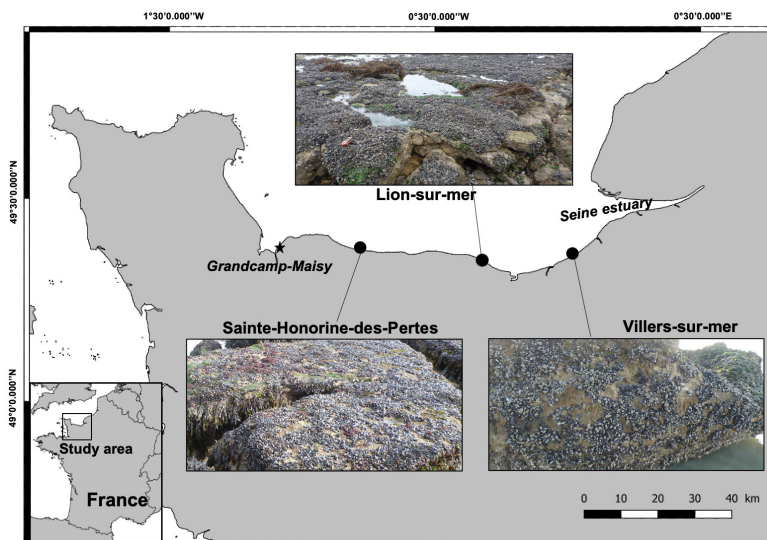 1°30'0.000"W
0°30'0.000"W
0°30'0.000"E
49°30'0.000"N
49°0'0.000"N
Lion-sur-mer
Seine estuary
Grandcamp-Maisy
Sainte-Honorine-des-Pertes
Villers-sur-mer
Study area
France
0 10 20 30 40 km